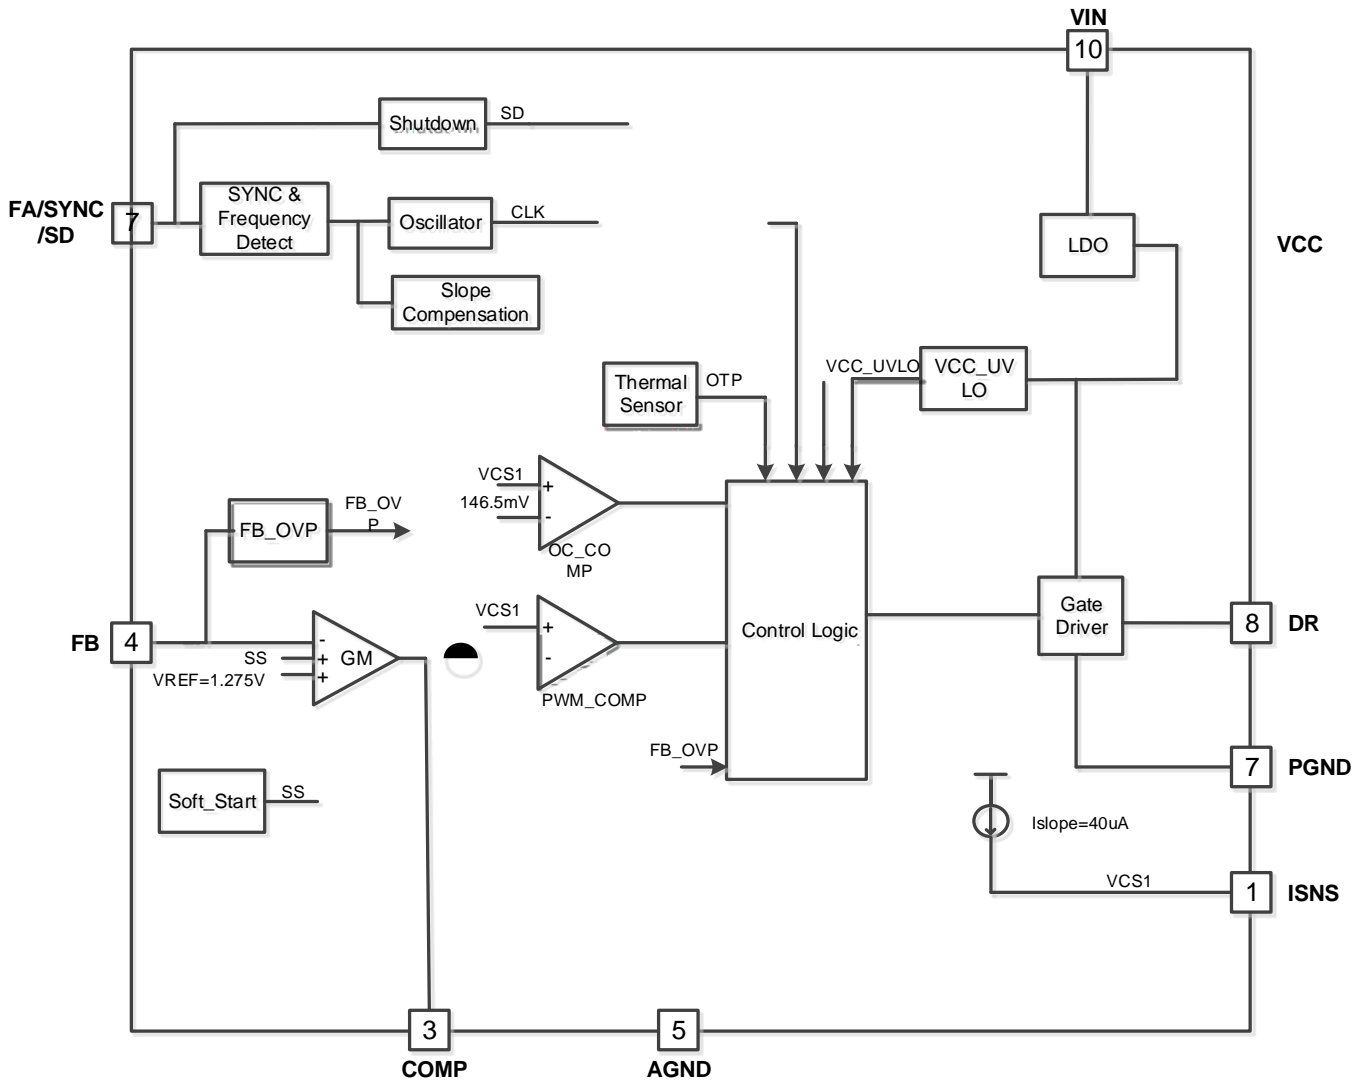 VIN
10
Shutdown
SD
FA/SYNC
/SD
7
SYNC &
Frequency
Detect
Oscillator
CLK
Slope
Compensation
LDO
VCC
Thermal
Sensor
OTP
VCC_UVLO
VCC_UV
LO
VCS1
+
146.5mV
-
OC_CO
MP
FB_OVP
FB_OV
P
FB
4
-
SS
+
VREF=1.275V
+
GM
VCS1
+
-
PWM_COMP
Control Logic
Gate
Driver
8
DR
FB_OVP
7
PGND
Soft_Start
SS
Islope=40uA
VCS1
1
ISNS
3
COMP
5
AGND